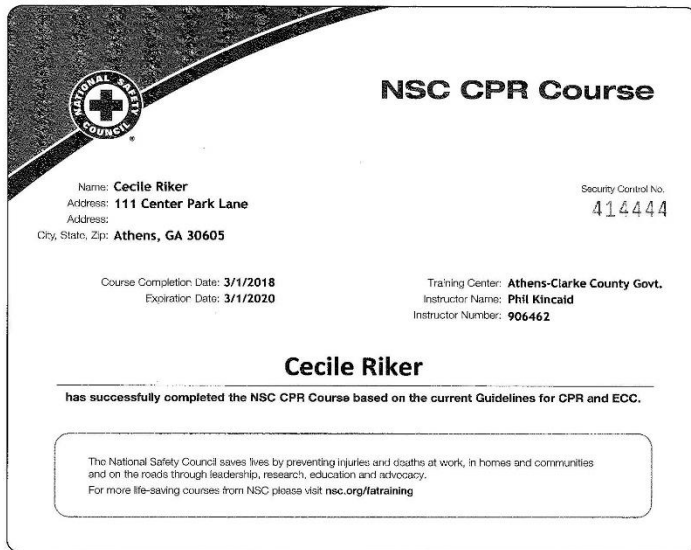 NATIONAL SAFETY COUNCIL
®
NSC CPR Course
Name: Cecile Riker
Address: 111 Center Park Lane
Address:
City, State, Zip: Athens, GA 30605
Security Control No.
414444
Course Completion Date: 3/1/2018
Expiration Date: 3/1/2020
Training Center: Athens-Clarke County Govt.
Instructor Name: Phil Kincaid
Instructor Number: 906462
Cecile Riker
has successfully completed the NSC CPR Course based on the current Guidelines for CPR and ECC.
The National Safety Council saves lives by preventing injuries and deaths at work, in homes and communities
and on the roads through leadership, research, education and advocacy.
For more life-saving courses from NSC please visit nsc.org/fatraining